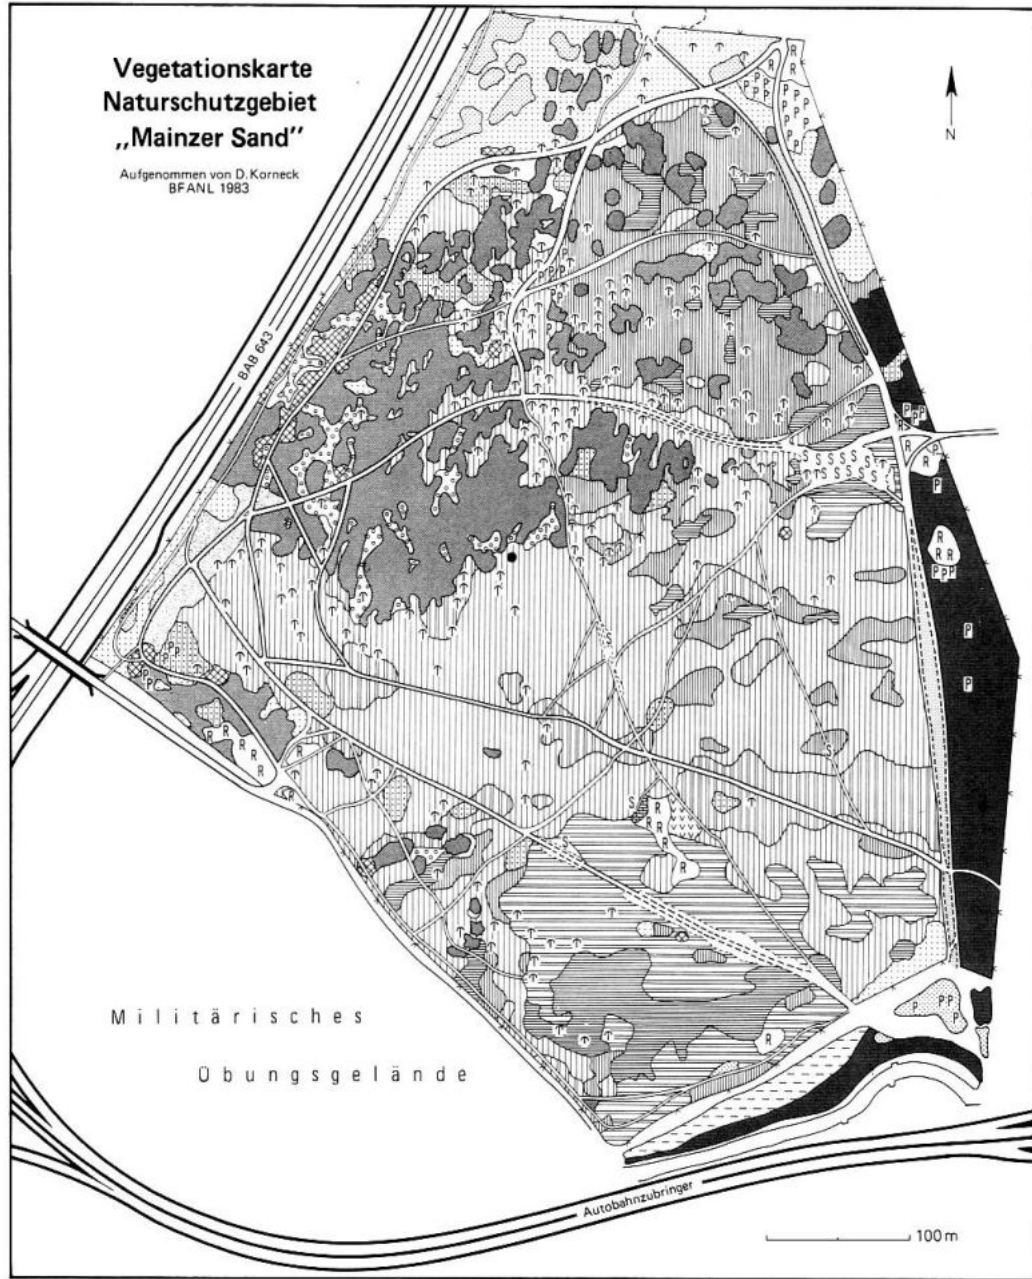 Vegetationskarte
Naturschutzgebiet
„Mainzer Sand”
Aufgenommen von D. Korneck
BFANL 1983
N
BAB 643
Militärisches
Übungsgelände
Autobahnzubringer
100 m